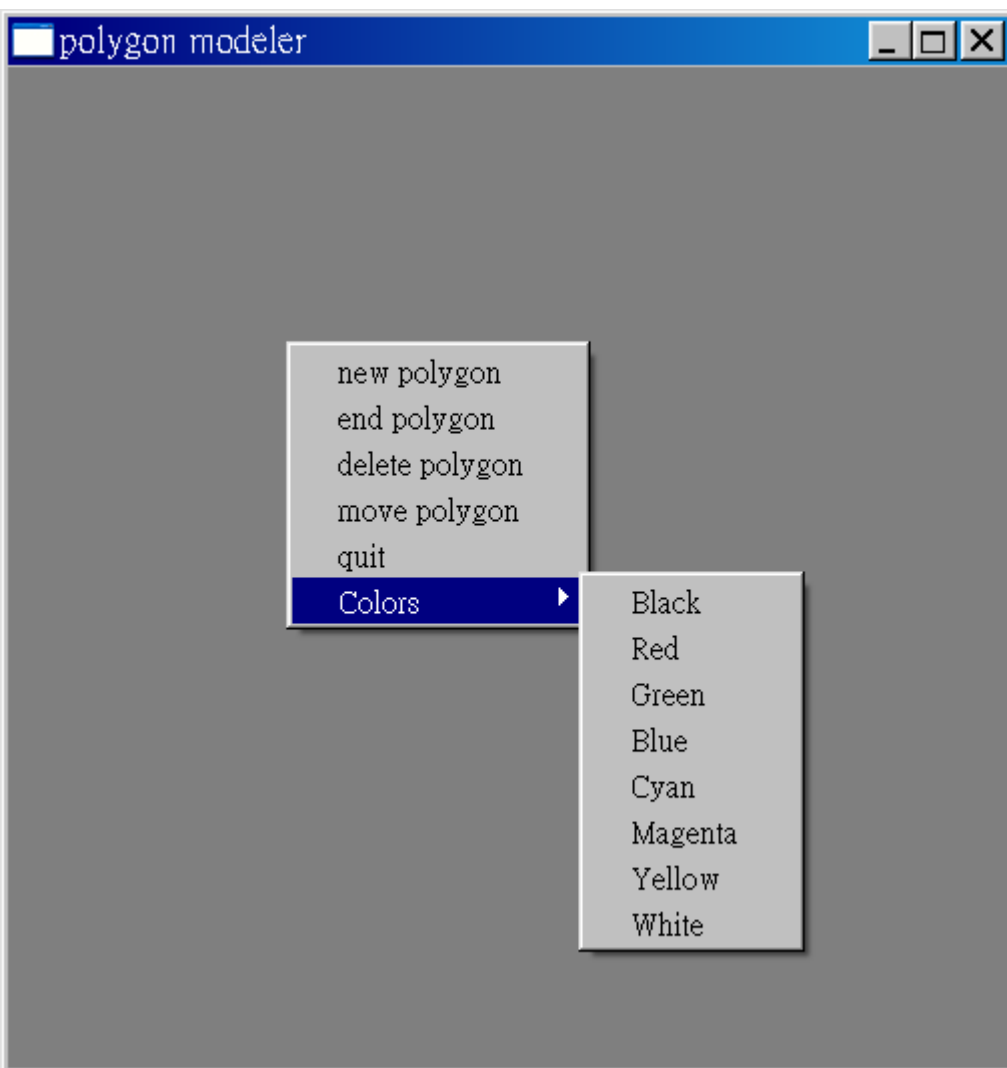 polygon modeler
new polygon
end polygon
delete polygon
move polygon
quit
Colors
Black
Red
Green
Blue
Cyan
Magenta
Yellow
White